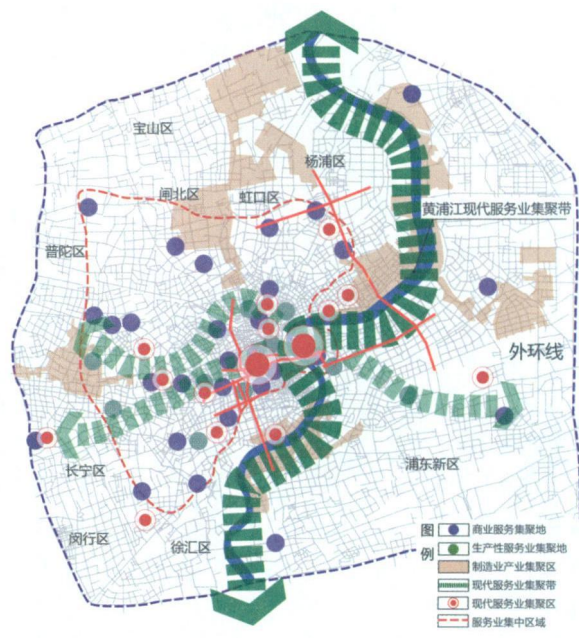 宝山区
杨浦区
闸北区
虹口区
黄浦江现代服务业集聚带
普陀区
外环线
浦东新区
长宁区
闵行区
徐汇区
图例
商业服务集聚地
生产性服务业集聚地
制造业产业集聚区
现代服务业集聚带
现代服务业集聚区
服务业集中区域